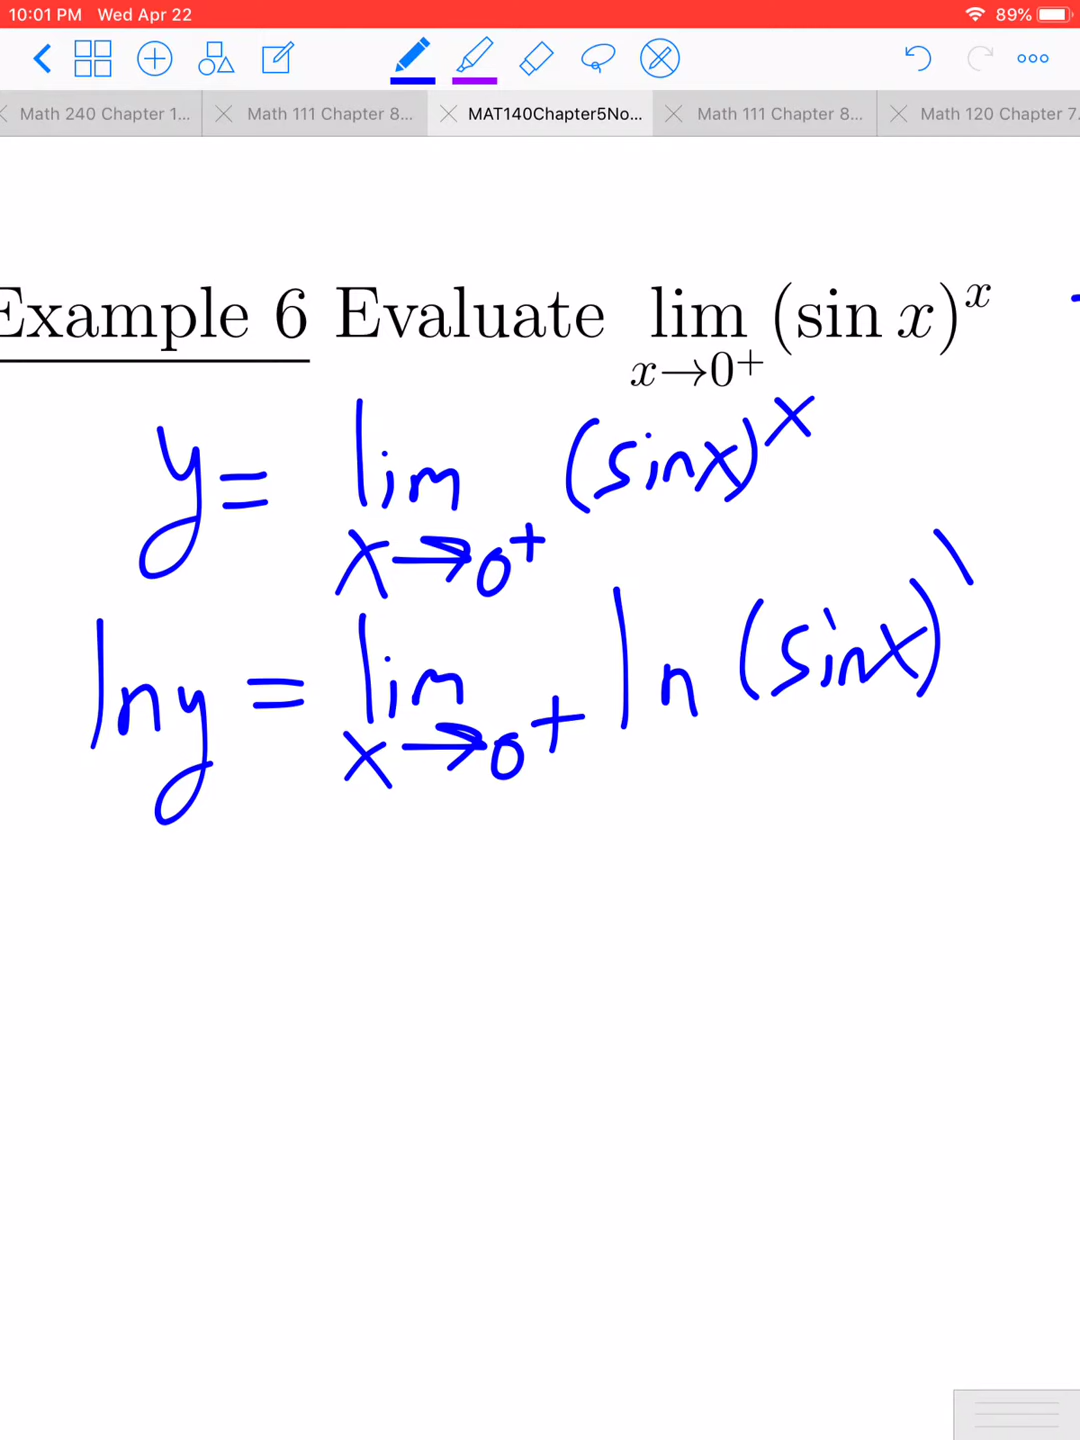 10:01 PM Wed Apr 22 89%
Math 240 Chapter 1... Math 111 Chapter 8... MAT140Chapter5No... Math 111 Chapter 8... Math 120 Chapter 7.
Example 6 Evaluate lim (sin x)^x
x→0⁺
y = lim (sinx)^x
x→0⁺
ln y = lim ln (sinx)^\
x→0⁺